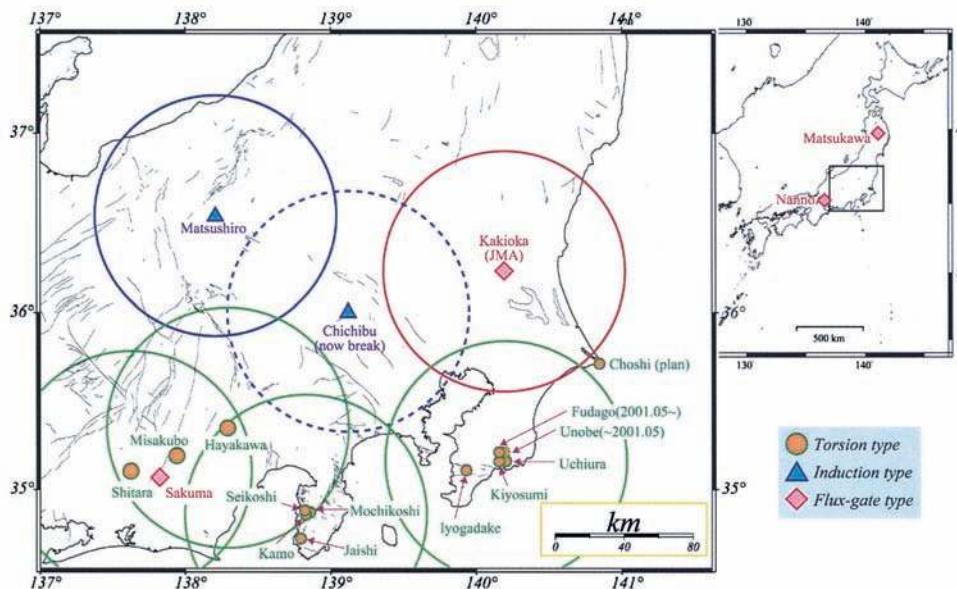 137°
138°
139°
140°
141°
130°
140°
37°
36°
35°
Matsushiro
Chichibu
(now break)
Kakioka
(JMA)
Choshi (plan)
Fudago(2001.05~)
Unobe(~2001.05)
Uchiura
Kiyosumi
Iyogadake
Misakubo
Hayakawa
Shitara
Sakuma
Seikoshi
Mochikoshi
Kamo
Jaishi
km
0 20 40 60 80
137°
138°
139°
140°
141°
Matsukawa
Nanno
500 km
130°
140°
Torsion type
Induction type
Flux-gate type